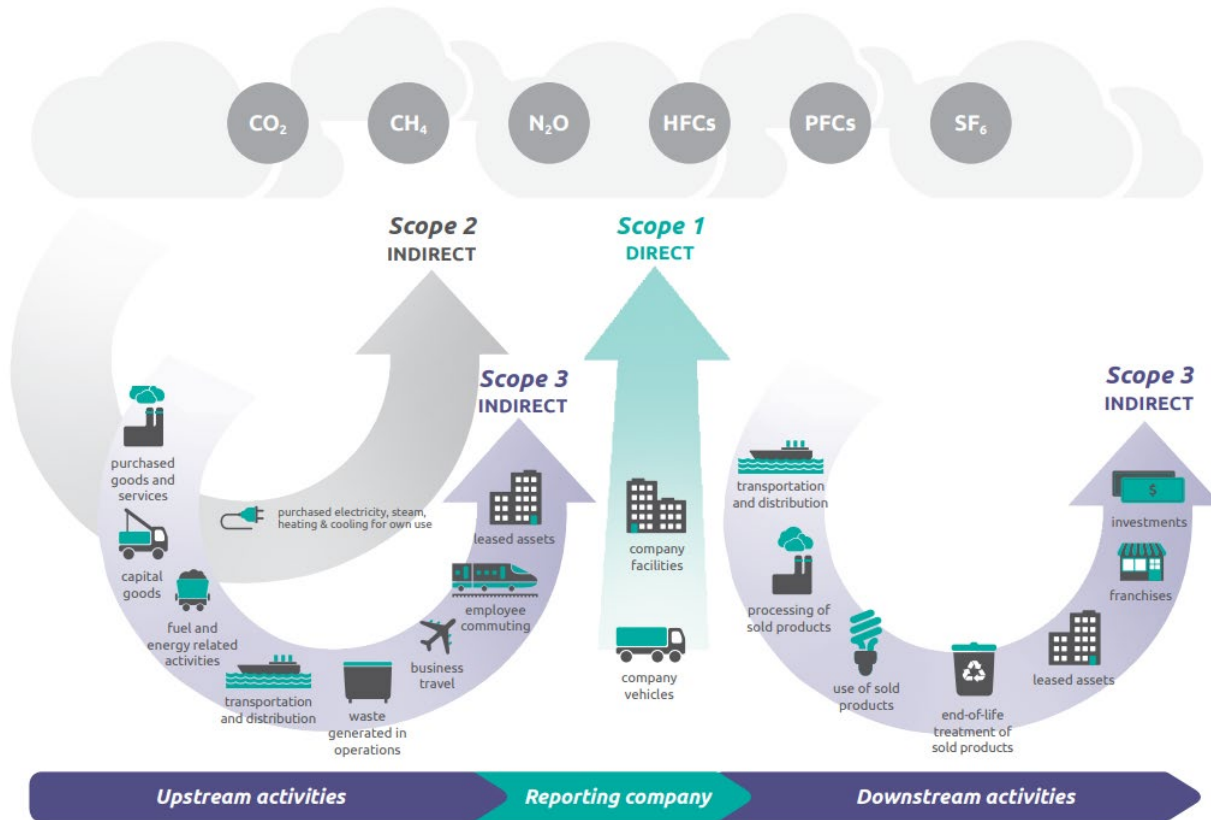 CO₂
CH₄
N₂O
HFCs
PFCs
SF₆
Scope 2
INDIRECT
Scope 1
DIRECT
Scope 3
INDIRECT
Scope 3
INDIRECT
purchased
goods and
services
capital
goods
fuel and
energy related
activities
transportation
and distribution
waste
generated in
operations
business
travel
employee
commuting
leased assets
purchased electricity, steam,
heating & cooling for own use
company
facilities
company
vehicles
transportation
and distribution
processing of
sold products
use of sold
products
end-of-life
treatment of
sold products
leased assets
franchises
$
investments
Upstream activities
Reporting company
Downstream activities